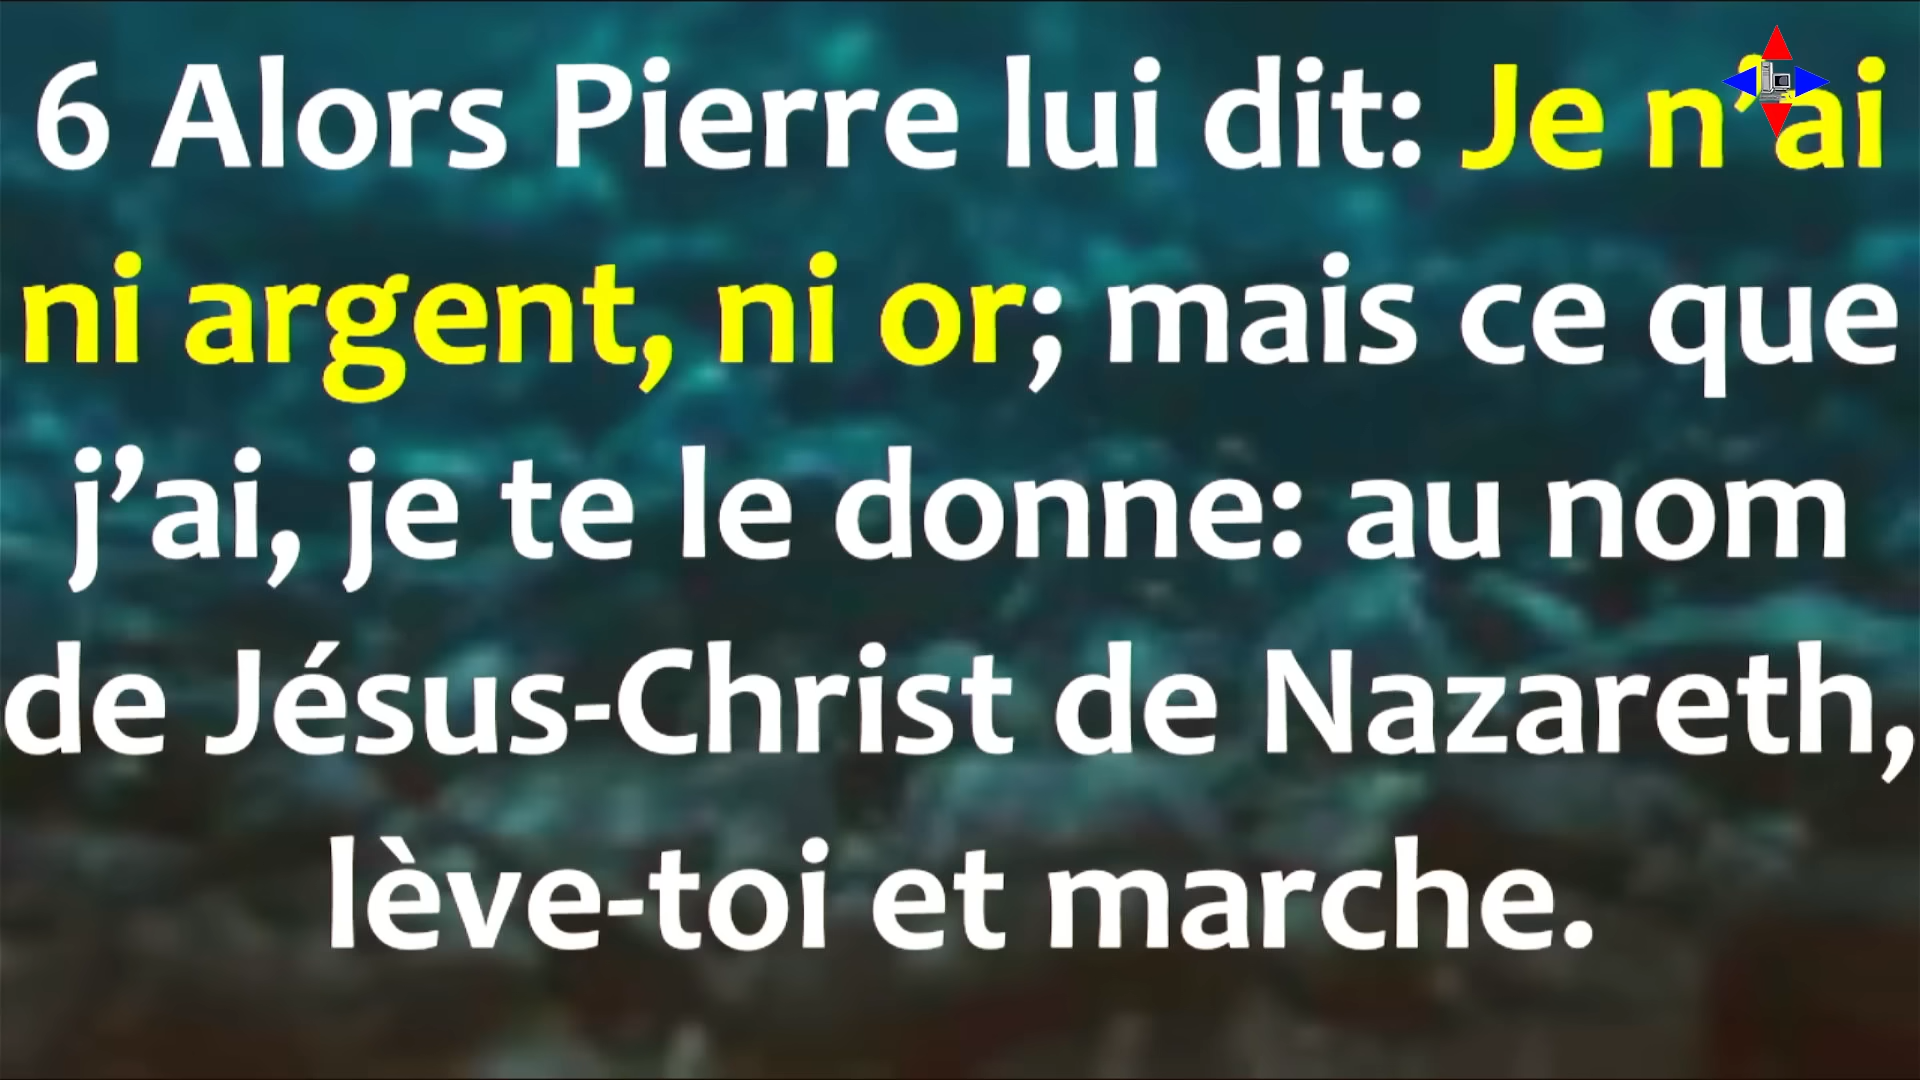 6 Alors Pierre lui dit: Je n’ai
ni argent, ni or; mais ce que
j’ai, je te le donne: au nom
de Jésus-Christ de Nazareth,
lève-toi et marche.